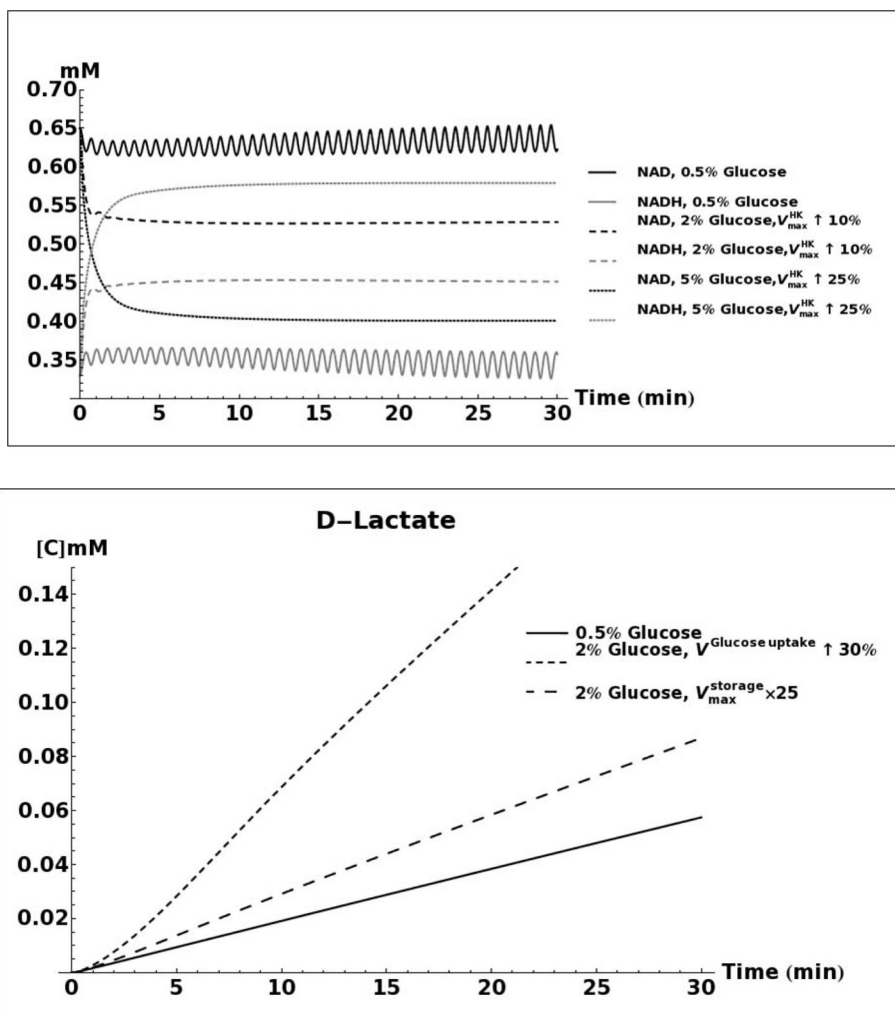 mM
0.70
0.65
0.60
0.55
0.50
0.45
0.40
0.35
0 5 10 15 20 25 30
Time (min)
NAD, 0.5% Glucose
NADH, 0.5% Glucose
NAD, 2% Glucose,V^HK_max ↑ 10%
NADH, 2% Glucose,V^HK_max ↑ 10%
NAD, 5% Glucose,V^HK_max ↑ 25%
NADH, 5% Glucose,V^HK_max ↑ 25%
D−Lactate
[C]mM
0.14
0.12
0.10
0.08
0.06
0.04
0.02
0 5 10 15 20 25 30
Time (min)
0.5% Glucose
2% Glucose, V^Glucose uptake ↑ 30%
2% Glucose, V^storage_max ×25